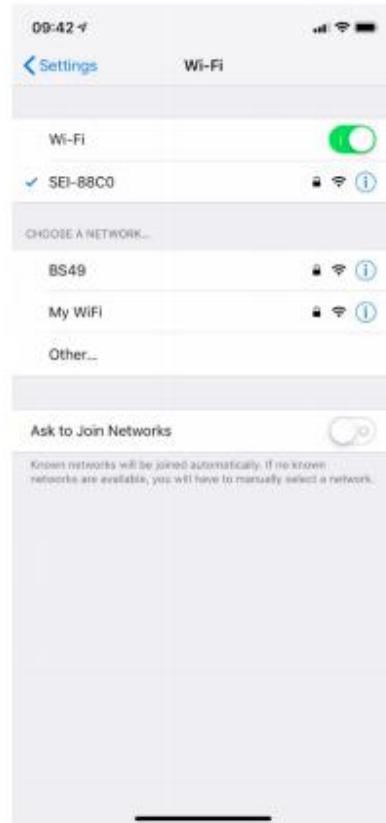 09:42
Settings
Wi-Fi
Wi-Fi
SEI-88C0
CHOOSE A NETWORK...
BS49
My WiFi
Other...
Ask to Join Networks
Known networks will be joined automatically. If no known
networks are available, you will have to manually select a network.